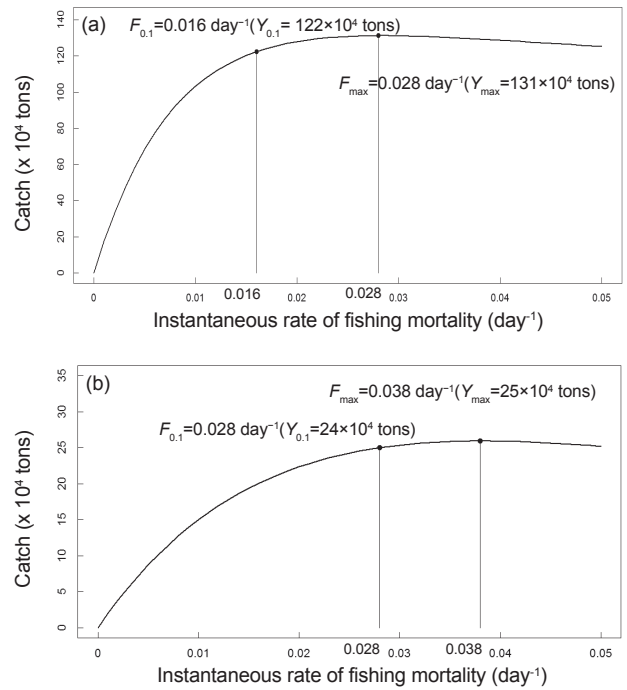 (a)
F0.1=0.016 day⁻¹(Y0.1= 122×10⁴ tons)
Fmax=0.028 day⁻¹(Ymax=131×10⁴ tons)
Catch (x 10⁴ tons)
140
120
100
80
60
40
20
0
0 0.01 0.016 0.02 0.028 0.03 0.04 0.05
Instantaneous rate of fishing mortality (day⁻¹)
(b)
Fmax=0.038 day⁻¹(Ymax=25×10⁴ tons)
F0.1=0.028 day⁻¹(Y0.1=24×10⁴ tons)
Catch (x 10⁴ tons)
35
30
25
20
15
10
5
0
0 0.01 0.02 0.028 0.03 0.038 0.04 0.05
Instantaneous rate of fishing mortality (day⁻¹)